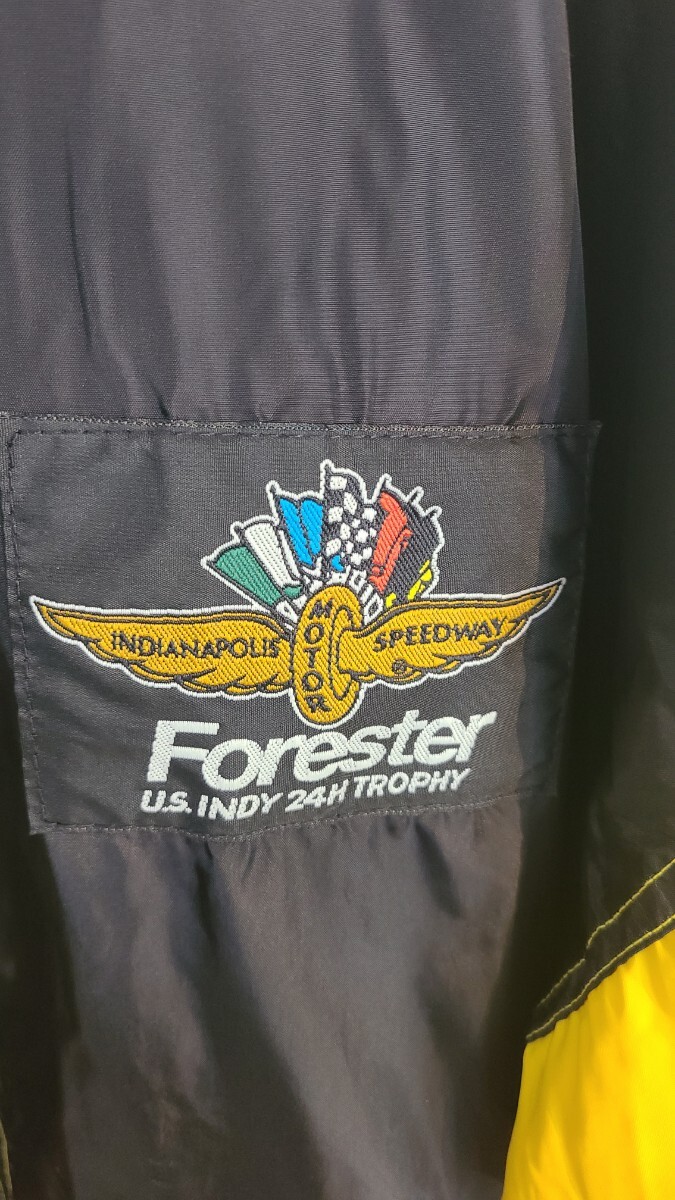 INDIANAPOLIS MOTOR SPEEDWAY ®
Forester
U.S. INDY 24H TROPHY